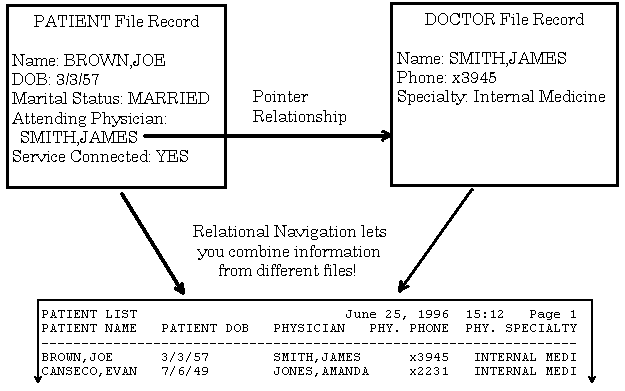 PATIENT File Record
Name: BROWN,JOE
DOB: 3/3/57
Marital Status: MARRIED
Attending Physician:
SMITH,JAMES
Service Connected: YES
Pointer
Relationship
DOCTOR File Record
Name: SMITH,JAMES
Phone: x3945
Specialty: Internal Medicine
Relational Navigation lets
you combine information
from different files!
PATIENT LIST June 25, 1996 15:12 Page 1
PATIENT NAME PATIENT DOB PHYSICIAN PHY. PHONE PHY. SPECIALTY
--------------------------------------------------------------------------------
BROWN,JOE 3/3/57 SMITH,JAMES x3945 INTERNAL MEDI
CANSECO,EVAN 7/6/49 JONES,AMANDA x2231 INTERNAL MEDI